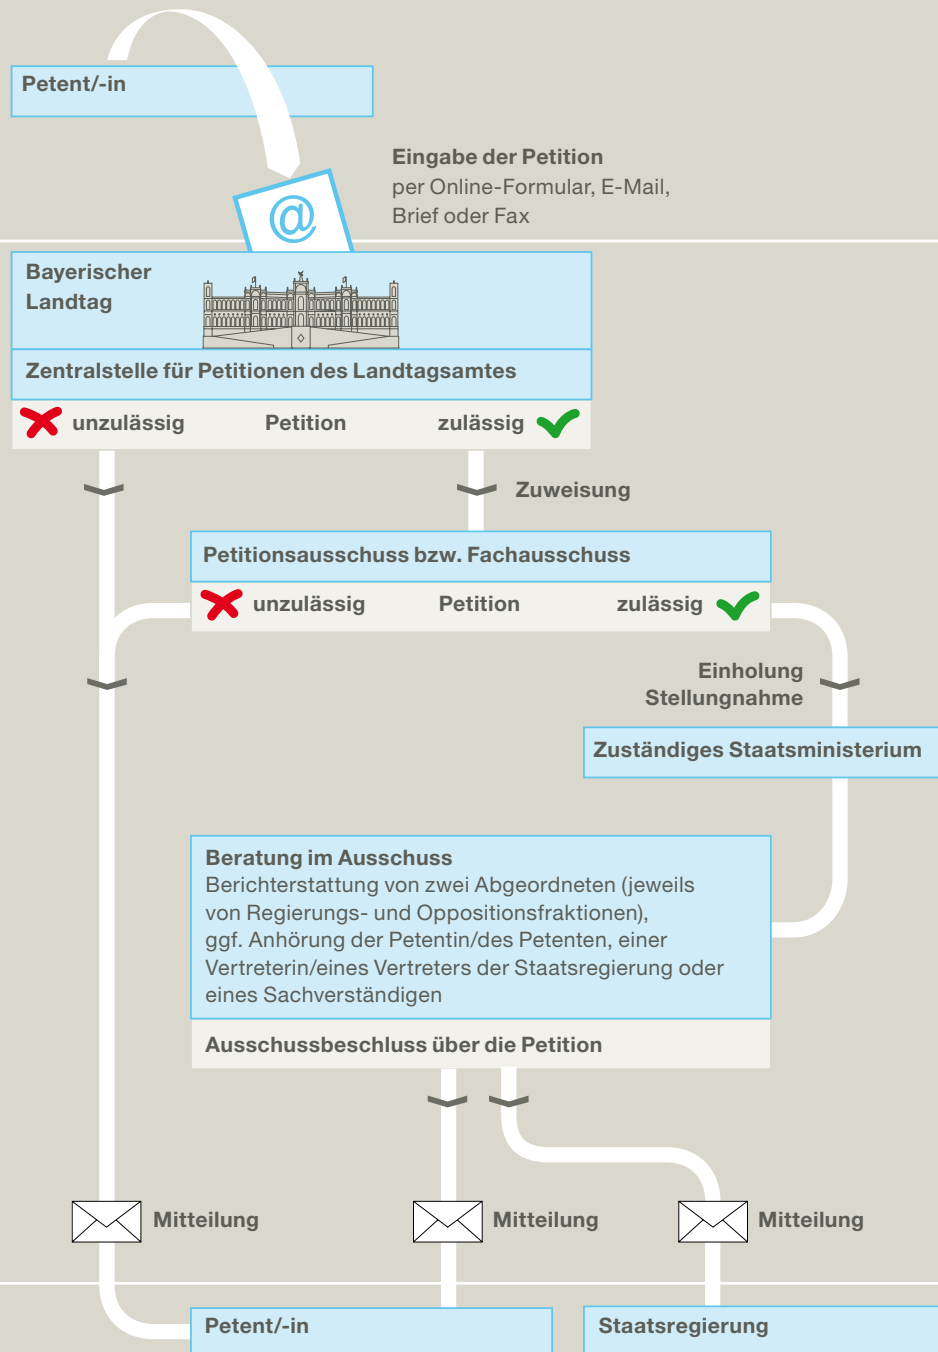 Petent/-in
Eingabe der Petition
per Online-Formular, E-Mail,
Brief oder Fax
@
Bayerischer
Landtag
Zentralstelle für Petitionen des Landtagsamtes
unzulässig Petition zulässig
Zuweisung
Petitionsausschuss bzw. Fachausschuss
unzulässig Petition zulässig
Einholung
Stellungnahme
Zuständiges Staatsministerium
Beratung im Ausschuss
Berichterstattung von zwei Abgeordneten (jeweils
von Regierungs- und Oppositionsfraktionen),
ggf. Anhörung der Petentin/des Petenten, einer
Vertreterin/eines Vertreters der Staatsregierung oder
eines Sachverständigen
Ausschussbeschluss über die Petition
Mitteilung
Mitteilung
Mitteilung
Petent/-in
Staatsregierung